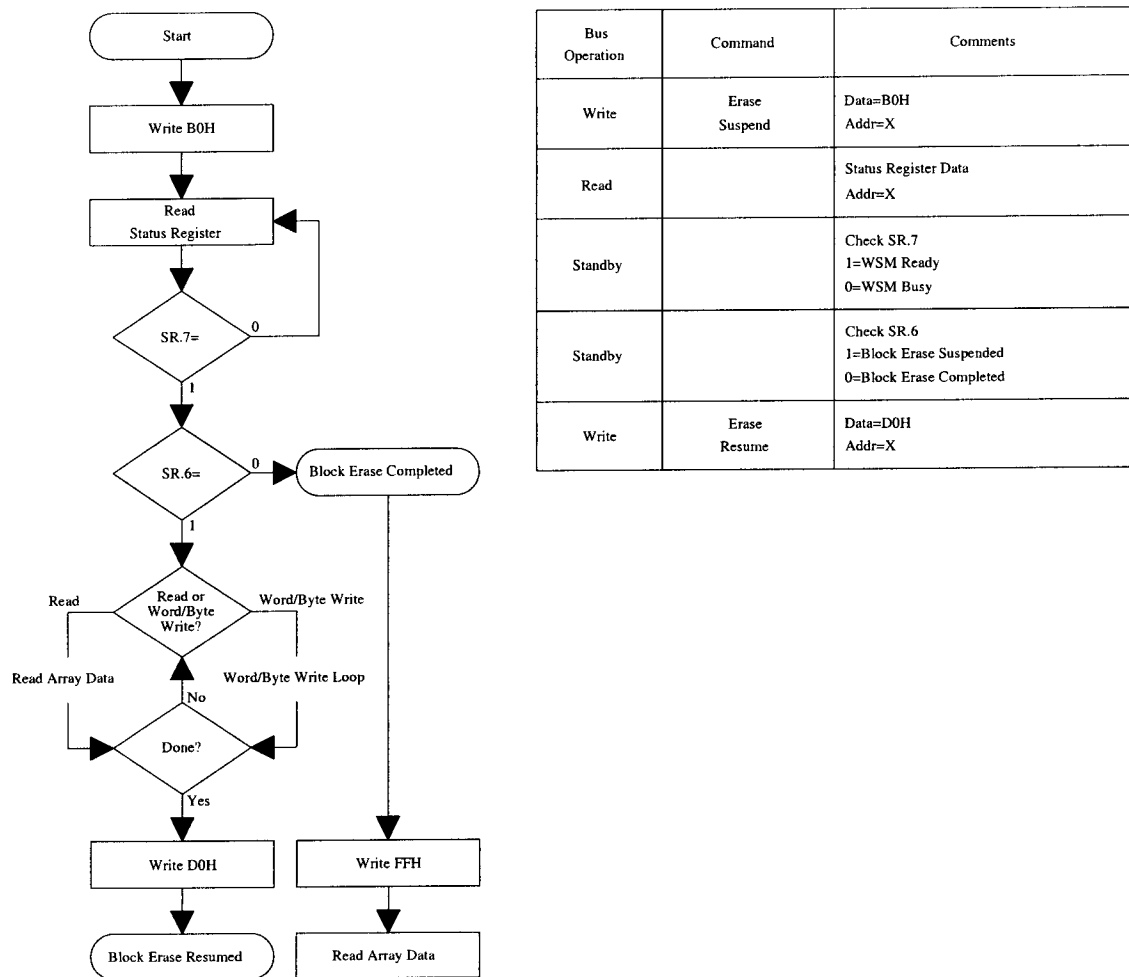 Start
Write B0H
Read
Status Register
SR.7=
0
1
SR.6=
0
Block Erase Completed
1
Read or
Word/Byte
Write?
Read
Word/Byte Write
Read Array Data
Word/Byte Write Loop
No
Done?
Yes
Write D0H
Write FFH
Block Erase Resumed
Read Array Data
Bus
Operation
Command
Comments
Write
Erase
Suspend
Data=B0H
Addr=X
Read
Status Register Data
Addr=X
Standby
Check SR.7
1=WSM Ready
0=WSM Busy
Standby
Check SR.6
1=Block Erase Suspended
0=Block Erase Completed
Write
Erase
Resume
Data=D0H
Addr=X